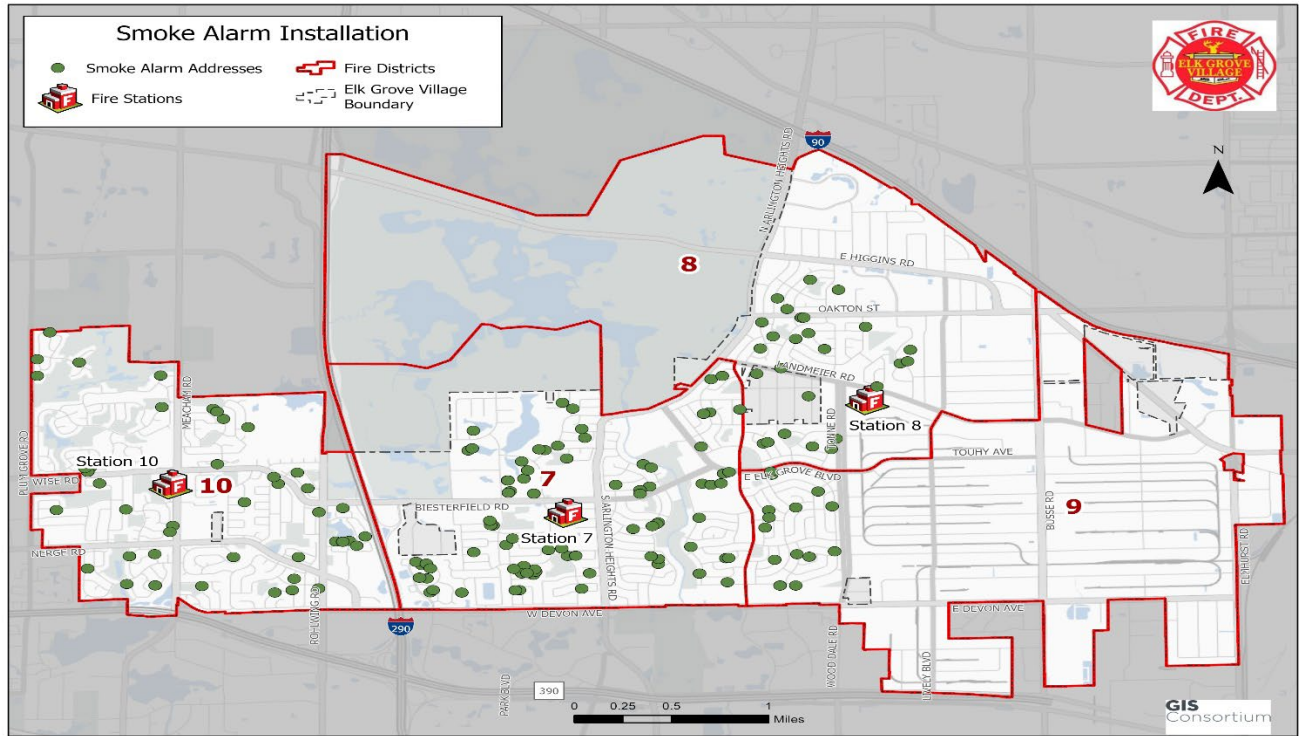 Smoke Alarm Installation
Smoke Alarm Addresses
Fire Districts
Fire Stations
Elk Grove Village
Boundary
FIRE
ELK GROVE
VILLAGE
DEPT.
N
90
N ARLINGTON HEIGHTS RD
E HIGGINS RD
8
OAKTON ST
LANDMEIER RD
MEACHAM RD
Station 8
TONNE RD
Station 10
PLUM GROVE RD
WISE RD
10
7
E ELK GROVE BLVD
TOUHY AVE
BIESTERFIELD RD
Station 7
S ARLINGTON HEIGHTS RD
BUSSE RD
9
NERGE RD
ELMHURST RD
ROHLWING RD
W DEVON AVE
E DEVON AVE
290
WOOD DALE RD
LIVELY BLVD
PARK BLVD
390
0 0.25 0.5 1
Miles
GIS
Consortium